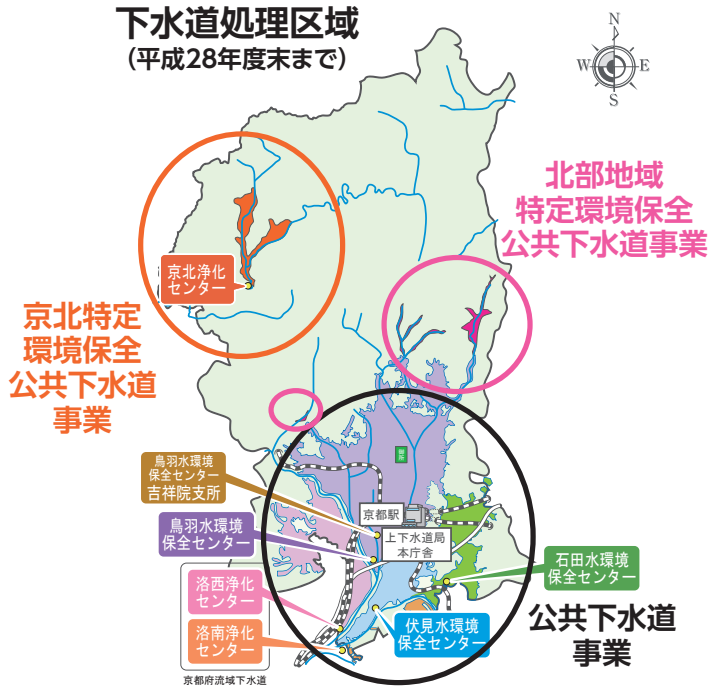 下水道処理区域
(平成28年度末まで)
N
W
E
S
北部地域
特定環境保全
公共下水道事業
京北浄化
センター
京北特定
環境保全
公共下水道
事業
御所
鳥羽水環境
保全センター
吉祥院支所
京都駅
鳥羽水環境
保全センター
上下水道局
本庁舎
石田水環境
保全センター
洛西浄化
センター
伏見水環境
保全センター
公共下水道
事業
洛南浄化
センター
京都府流域下水道